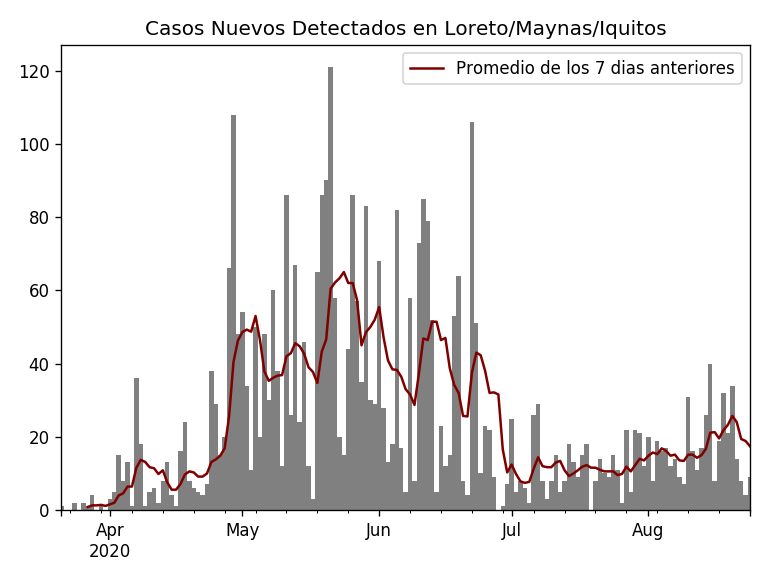 Casos Nuevos Detectados en Loreto/Maynas/Iquitos
Promedio de los 7 dias anteriores
120
100
80
60
40
20
0
Apr
2020
May
Jun
Jul
Aug